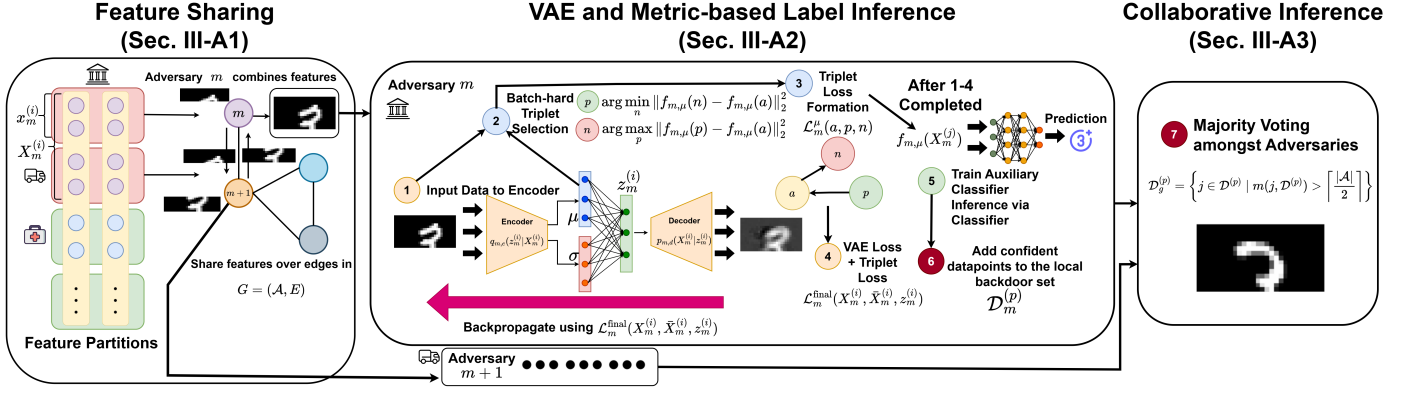 Feature Sharing
(Sec. III-A1)
VAE and Metric-based Label Inference
(Sec. III-A2)
Collaborative Inference
(Sec. III-A3)
Adversary m combines features
x_m^{(i)}
X_m^{(i)}
m
m + 1
Share features over edges in
G = (𝒜, E)
Feature Partitions
Adversary m
1
Input Data to Encoder
Encoder
q_{m,ϵ}(z_m^{(i)}|X_m^{(i)})
μ
σ
z_m^{(i)}
Decoder
p_{m,d}(X_m^{(i)}|z_m^{(i)})
2
Batch-hard
Triplet
Selection
p arg min_n ‖f_{m,μ}(n) − f_{m,μ}(a)‖_2^2
n arg max_p ‖f_{m,μ}(p) − f_{m,μ}(a)‖_2^2
3
Triplet
Loss
Formation
ℒ_m^μ(a, p, n)
n
a
p
4
VAE Loss
+ Triplet
Loss
ℒ_m^{final}(X_m^{(i)}, X̄_m^{(i)}, z_m^{(i)})
Backpropagate using ℒ_m^{final}(X_m^{(i)}, X̄_m^{(i)}, z_m^{(i)})
After 1-4
Completed
f_{m,μ}(X_m^{(j)})
Prediction
3
5
Train Auxiliary
Classifier
Inference via
Classifier
6
Add confident
datapoints to the local
backdoor set
𝒟_m^{(p)}
7
Majority Voting
amongst Adversaries
𝒟_g^{(p)} = {j ∈ 𝒟^{(p)} | m(j, 𝒟^{(p)}) > ⌈|𝒜|/2⌉}
Adversary
m + 1